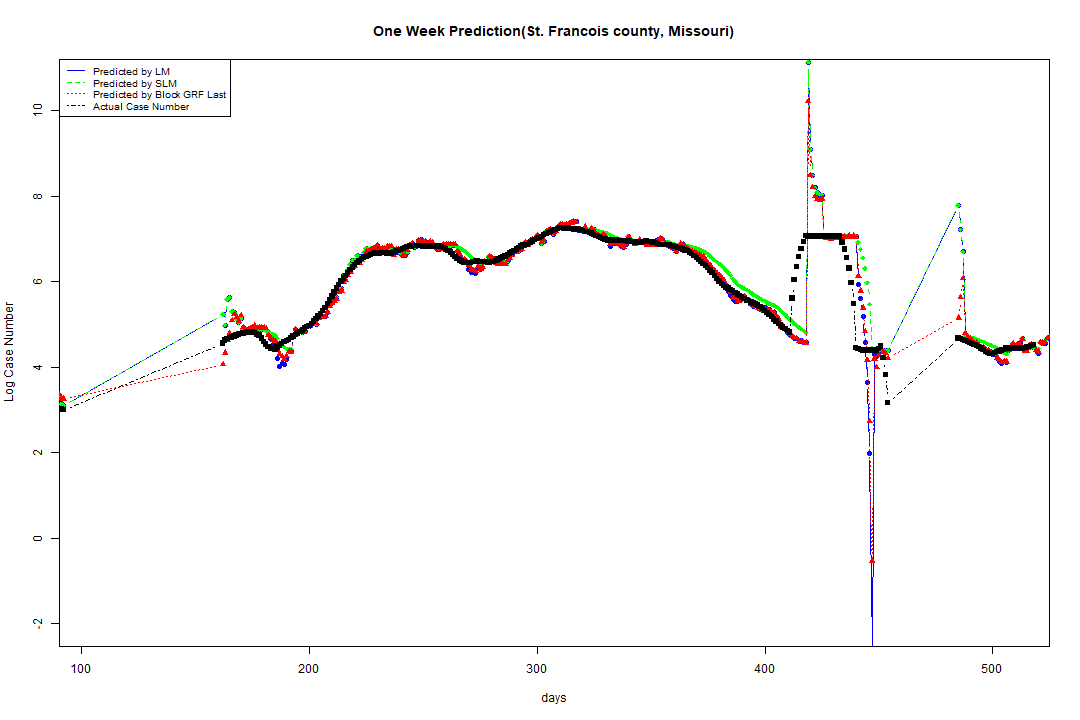 One Week Prediction(St. Francois county, Missouri)
Predicted by LM
Predicted by SLM
Predicted by Block GRF Last
Actual Case Number
10
8
6
4
2
0
-2
Log Case Number
100
200
300
400
500
days